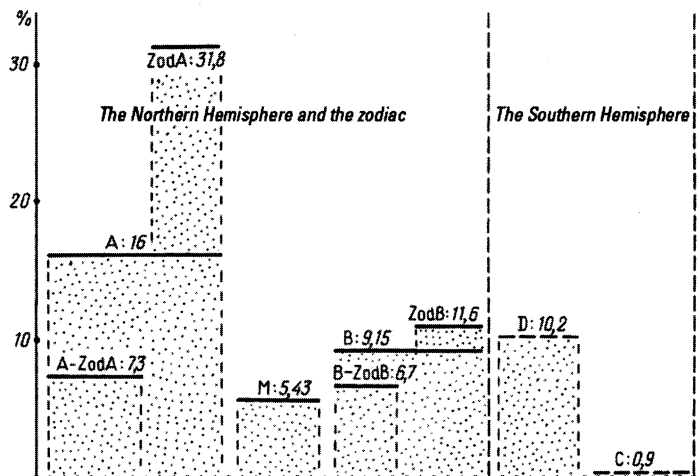 %
ZodA: 31,8
30
The Northern Hemisphere and the zodiac
The Southern Hemisphere
20
A: 16
ZodB: 11,6
D: 10,2
10
B: 9,15
A-ZodA: 7,3
B-ZodB: 6,7
M: 5,43
C: 0,9